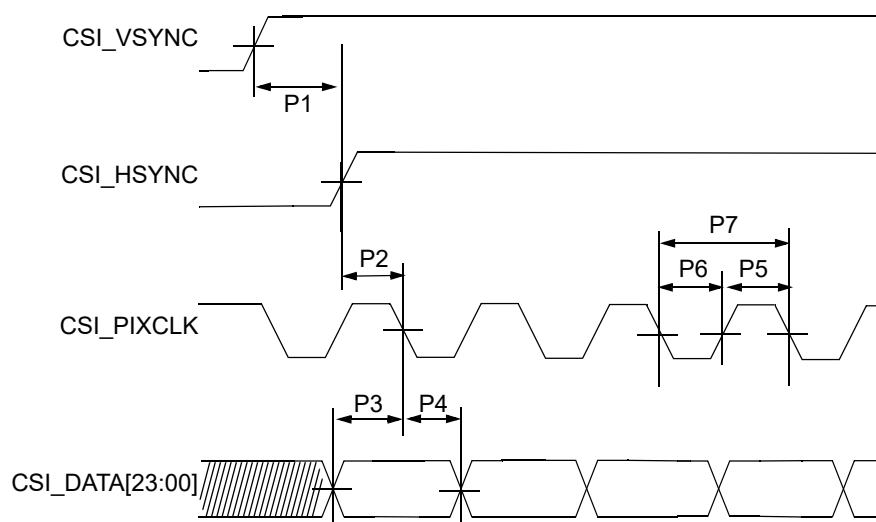 CSI_VSYNC
P1
CSI_HSYNC
P7
P2
P6
P5
CSI_PIXCLK
P3
P4
CSI_DATA[23:00]